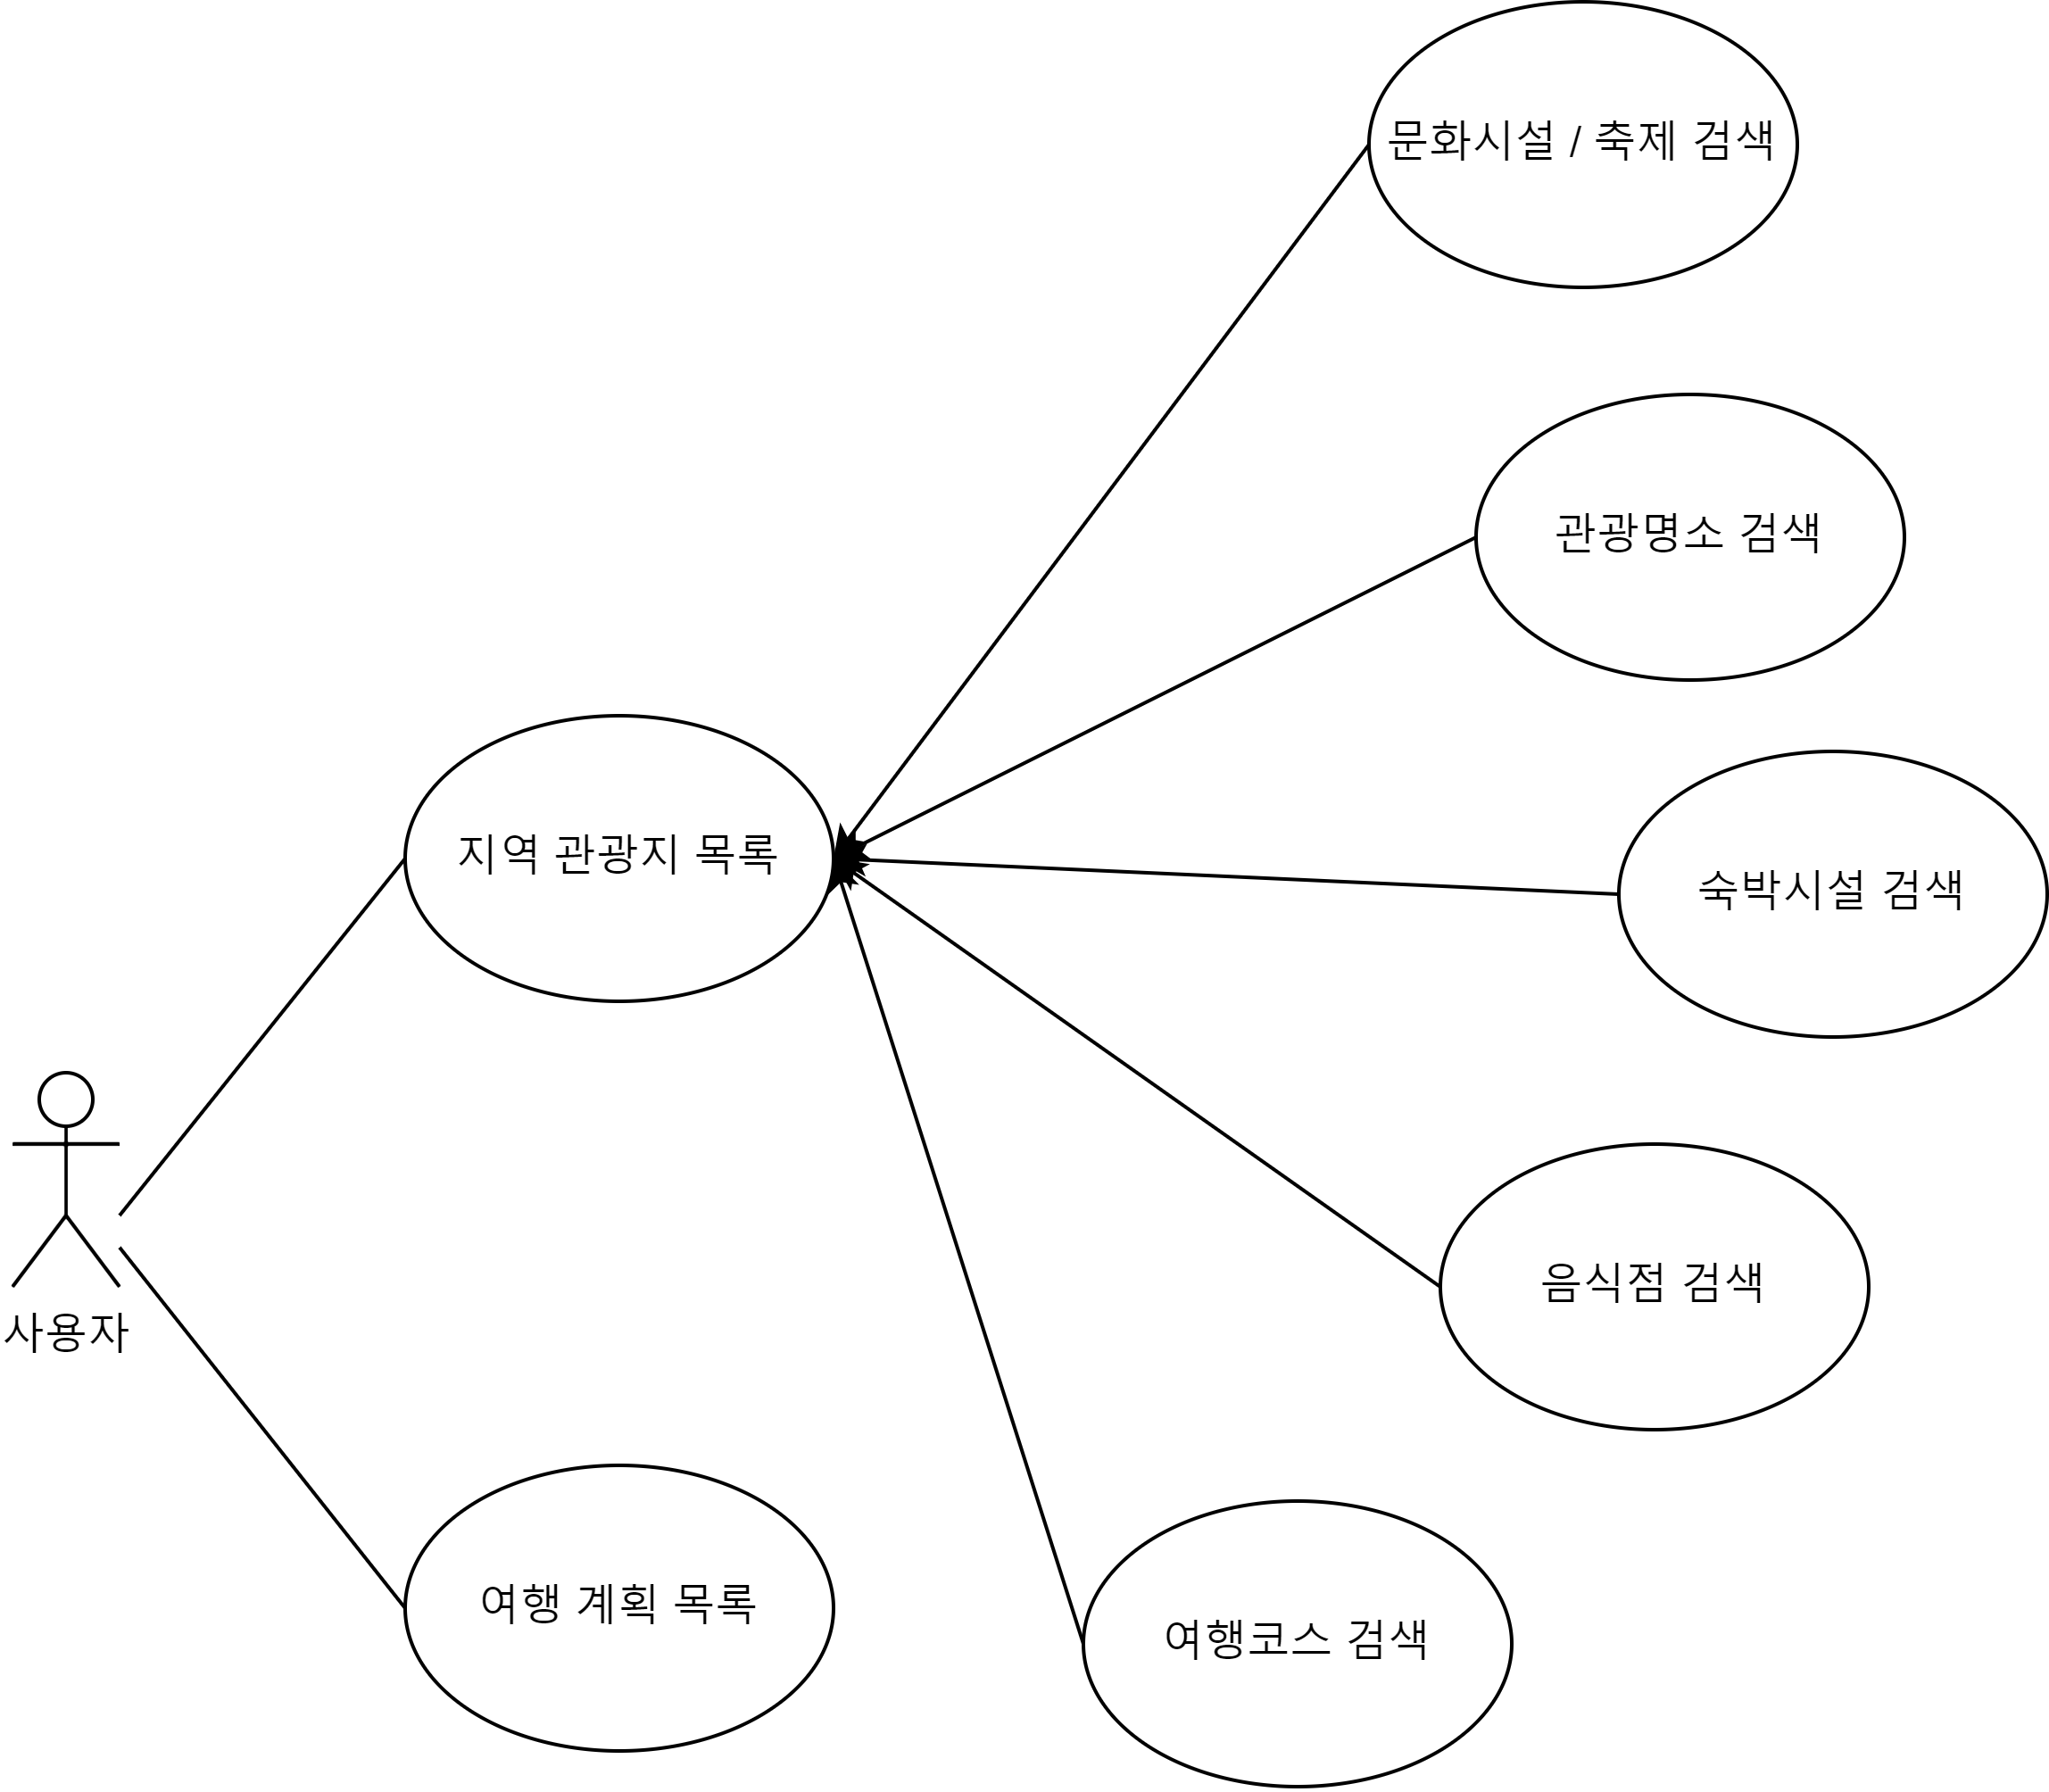 문화시설 / 축제 검색
관광명소 검색
지역 관광지 목록
숙박시설 검색
음식점 검색
사용자
여행 계획 목록
여행코스 검색